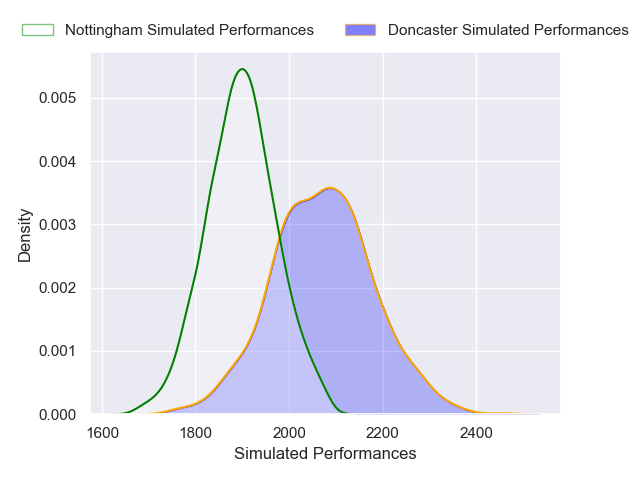 Nottingham Simulated Performances
Doncaster Simulated Performances
Density
0.005
0.004
0.003
0.002
0.001
0.000
1600
1800
2000
2200
2400
Simulated Performances